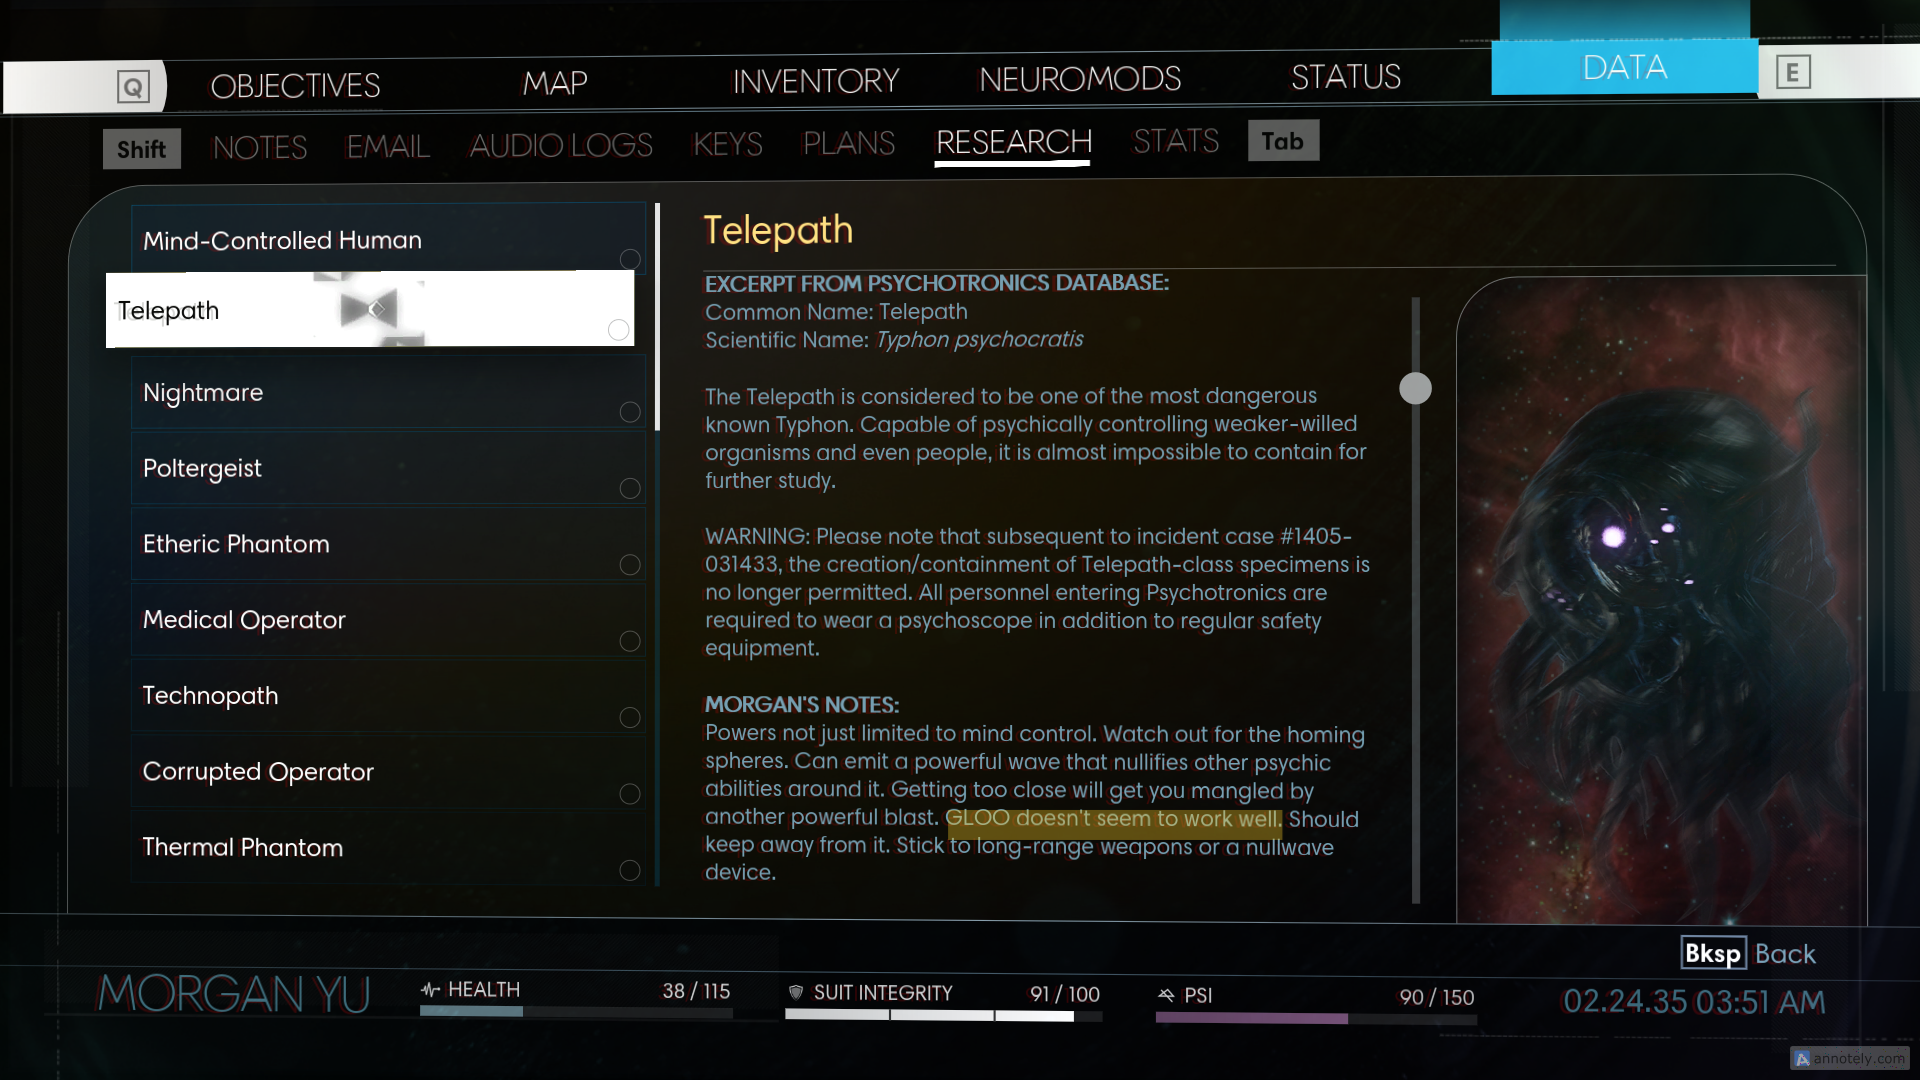 Q OBJECTIVES MAP INVENTORY NEUROMODS STATUS DATA E
Shift NOTES EMAIL AUDIO LOGS KEYS PLANS RESEARCH STATS Tab
Mind-Controlled Human
Telepath
Nightmare
Poltergeist
Etheric Phantom
Medical Operator
Technopath
Corrupted Operator
Thermal Phantom
Telepath
EXCERPT FROM PSYCHOTRONICS DATABASE:
Common Name: Telepath
Scientific Name: Typhon psychocratis
The Telepath is considered to be one of the most dangerous
known Typhon. Capable of psychically controlling weaker-willed
organisms and even people, it is almost impossible to contain for
further study.
WARNING: Please note that subsequent to incident case #1405-
031433, the creation/containment of Telepath-class specimens is
no longer permitted. All personnel entering Psychotronics are
required to wear a psychoscope in addition to regular safety
equipment.
MORGAN'S NOTES:
Powers not just limited to mind control. Watch out for the homing
spheres. Can emit a powerful wave that nullifies other psychic
abilities around it. Getting too close will get you mangled by
another powerful blast. GLOO doesn't seem to work well. Should
keep away from it. Stick to long-range weapons or a nullwave
device.
Bksp Back
MORGAN YU HEALTH 38 / 115 SUIT INTEGRITY 91 / 100 PSI 90 / 150 02.24.35 03:51 AM
annotely.com